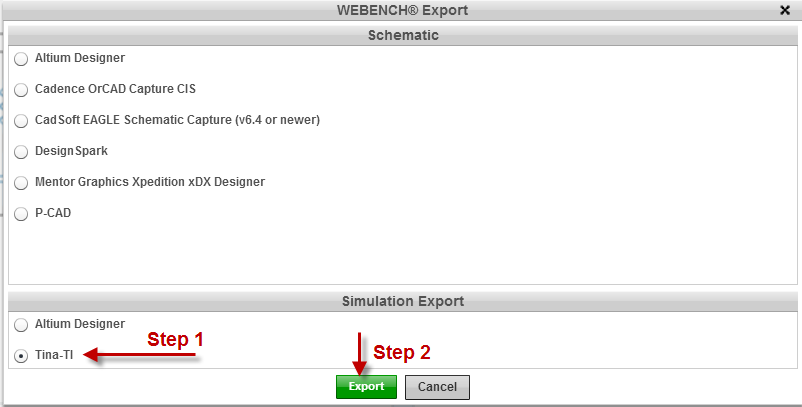 WEBENCH® Export
Schematic
Altium Designer
Cadence OrCAD Capture CIS
CadSoft EAGLE Schematic Capture (v6.4 or newer)
DesignSpark
Mentor Graphics Xpedition xDX Designer
P-CAD
Simulation Export
Altium Designer
Step 1
Tina-TI
Step 2
Export
Cancel